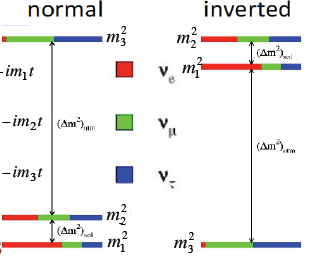 normal inverted
m₃² m₂²
(Δm²)sol
-im₁t νe m₁²
-im₂t (Δm²)atm νμ (Δm²)atm
-im₃t ντ
m₂²
(Δm²)sol
m₁² m₃²